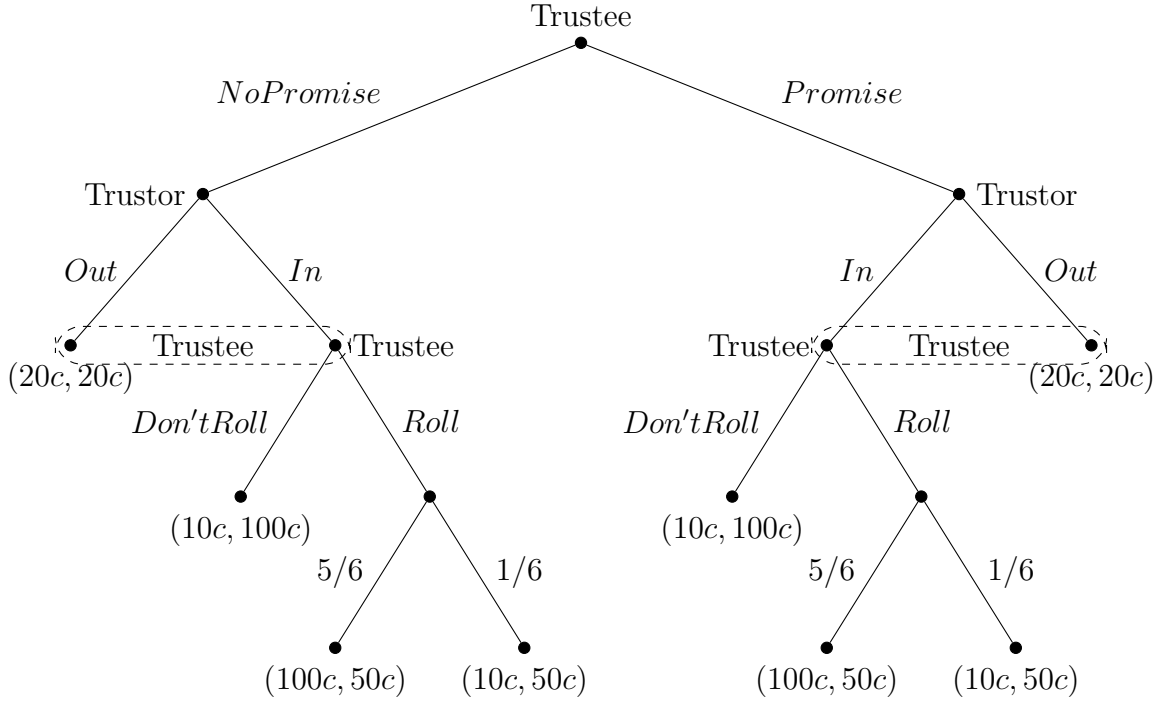 Trustee
NoPromise Promise
Trustor Trustor
Out In In Out
Trustee Trustee Trustee Trustee
(20c, 20c) (20c, 20c)
Don'tRoll Roll Don'tRoll Roll
(10c, 100c) (10c, 100c)
5/6 1/6 5/6 1/6
(100c, 50c) (10c, 50c) (100c, 50c) (10c, 50c)